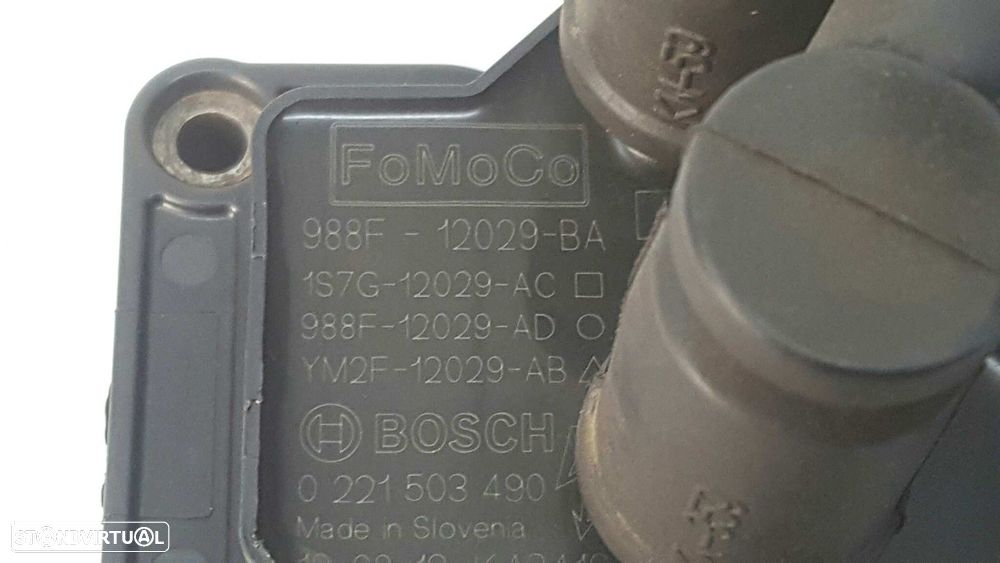 FoMoCo
988F - 12029-BA
1S7G-12029-AC
988F-12029-AD
YM2F-12029-AB
BOSCH
0 221 503 490
Made in Slovenia
STANDVIRTUAL